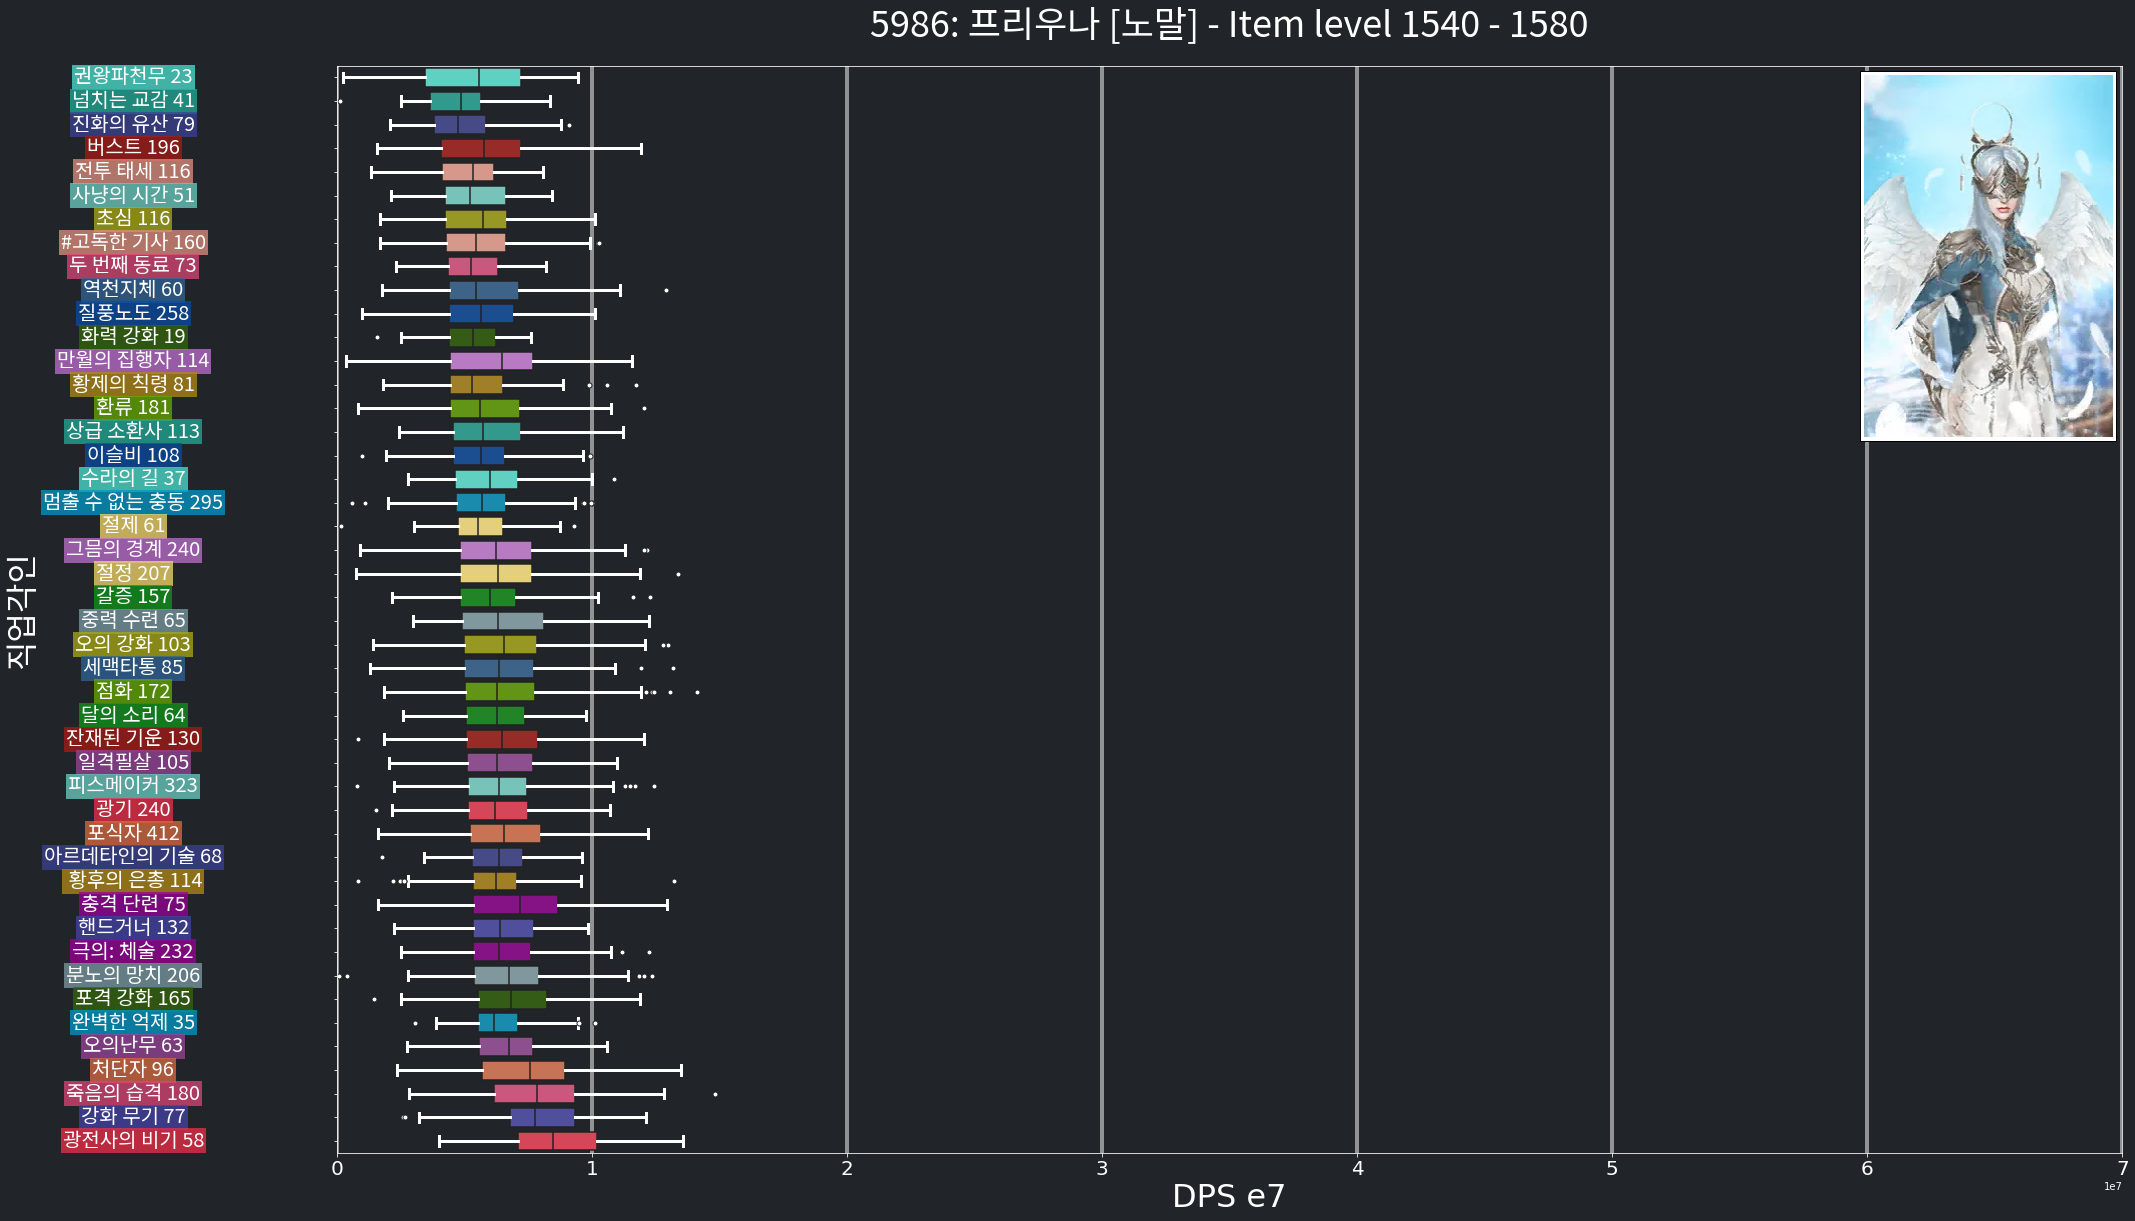 5986: 프리우나 [노말] - Item level 1540 - 1580
권왕파천무 23
넘치는 교감 41
진화의 유산 79
버스트 196
전투 태세 116
사냥의 시간 51
초심 116
#고독한 기사 160
두 번째 동료 73
역천지체 60
질풍노도 258
화력 강화 19
만월의 집행자 114
황제의 칙령 81
환류 181
상급 소환사 113
이슬비 108
수라의 길 37
멈출 수 없는 충동 295
절제 61
그믐의 경계 240
절정 207
갈증 157
중력 수련 65
오의 강화 103
세맥타통 85
점화 172
달의 소리 64
잔재된 기운 130
일격필살 105
피스메이커 323
광기 240
포식자 412
아르데타인의 기술 68
황후의 은총 114
충격 단련 75
핸드거너 132
극의: 체술 232
분노의 망치 206
포격 강화 165
완벽한 억제 35
오의난무 63
처단자 96
죽음의 습격 180
강화 무기 77
광전사의 비기 58
직업각인
0 1 2 3 4 5 6 7
1e7
DPS e7